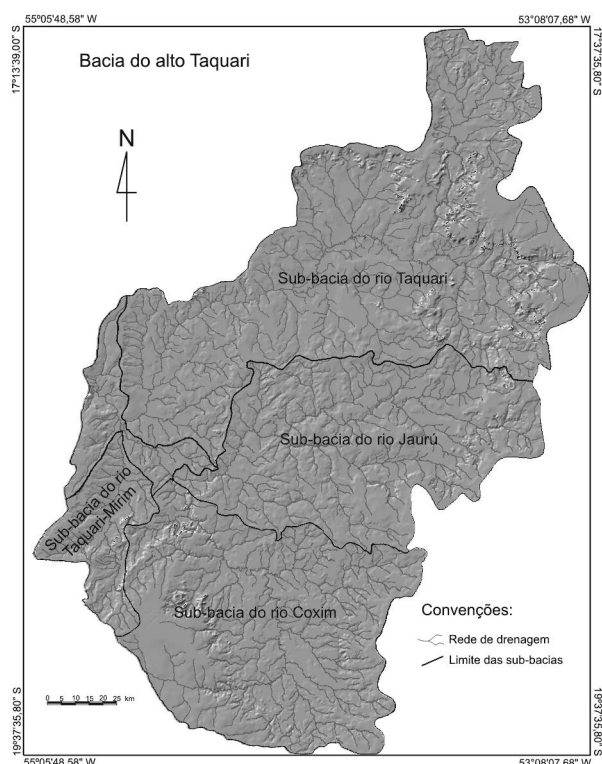 55°05'48,58" W
53°08'07,68" W
17°13'39,00" S
17°37'35,80" S
Bacia do alto Taquari
N
Sub-bacia do rio Taquari
Sub-bacia do rio Jaurú
Sub-bacia do rio
Taquari-Mirim
Sub-bacia do rio Coxim
Convenções:
Rede de drenagem
Limite das sub-bacias
0 5 10 15 20 25 km
19°37'35,80" S
19°37'35,80" S
55°05'48,58" W
53°08'07,68" W